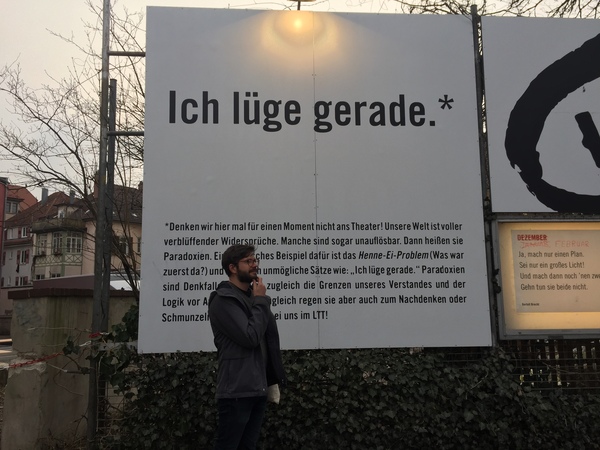 Ich lüge gerade.*
*Denken wir hier mal für einen Moment nicht ans Theater! Unsere Welt ist voller
verblüffender Widersprüche. Manche sind sogar unauflösbar. Dann heißen sie
Paradoxien. Ein ches Beispiel dafür ist das Henne-Ei-Problem (Was war
zuerst da?) und unmögliche Sätze wie: „Ich lüge gerade.“ Paradoxien
sind Denkfall zugleich die Grenzen unseres Verstandes und der
Logik vor A gleich regen sie aber auch zum Nachdenken oder
Schmunzel ei uns im LTT!
DEZEMBER
Ja, mach nur einen Plan.
Sei nur ein großes Licht!
Und mach dann noch 'nen zwe
Gehn tun sie beide nicht.